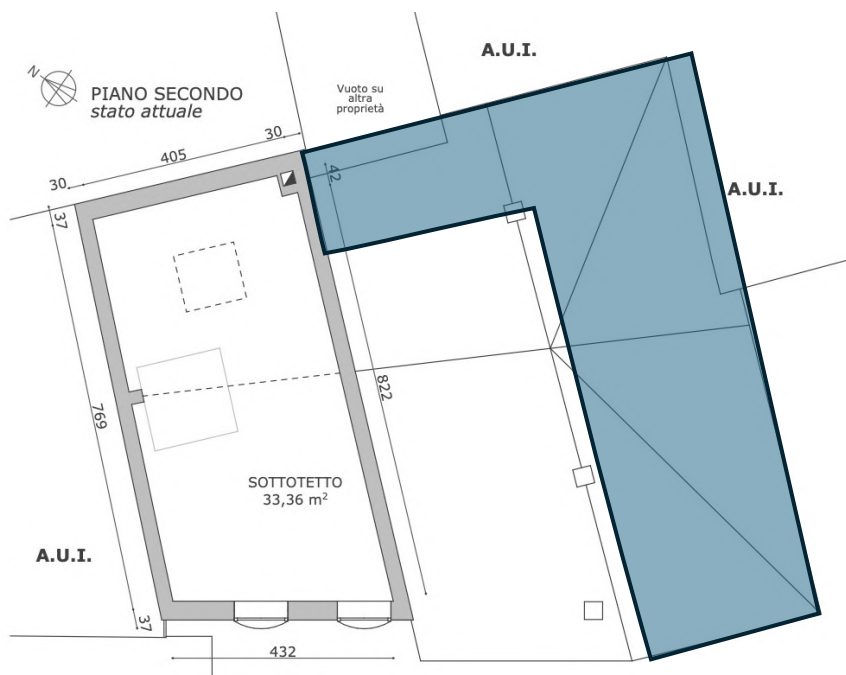 A.U.I.
N
PIANO SECONDO
stato attuale
Vuoto su
altra
proprietà
30
405
30
42
37
A.U.I.
822
769
SOTTOTETTO
33,36 m²
A.U.I.
37
432